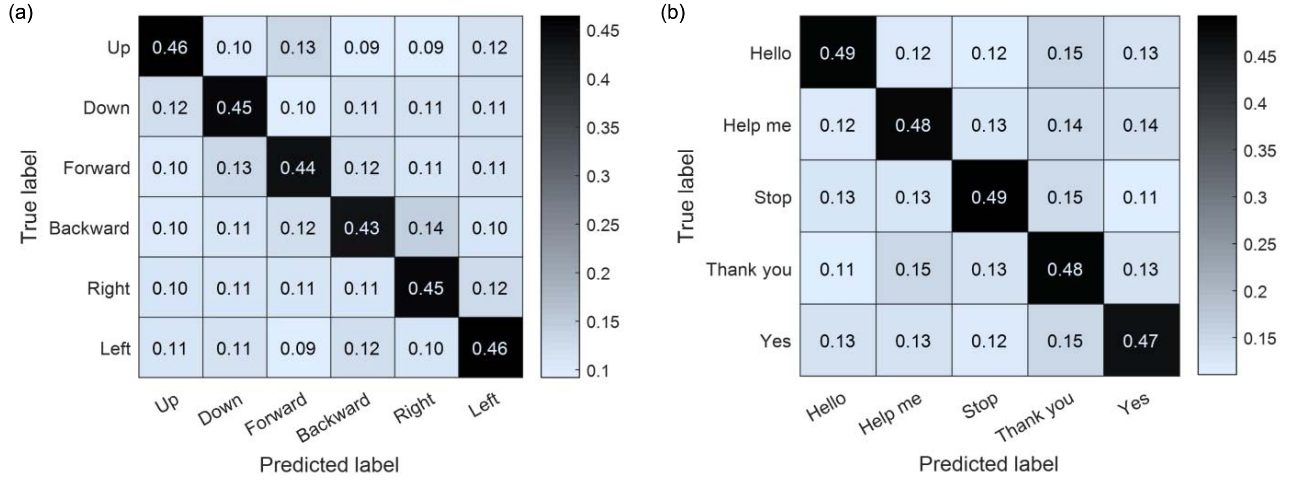 (a)
Up 0.46 0.10 0.13 0.09 0.09 0.12
Down 0.12 0.45 0.10 0.11 0.11 0.11
Forward 0.10 0.13 0.44 0.12 0.11 0.11
Backward 0.10 0.11 0.12 0.43 0.14 0.10
Right 0.10 0.11 0.11 0.11 0.45 0.12
Left 0.11 0.11 0.09 0.12 0.10 0.46
Up Down Forward Backward Right Left
Predicted label
True label
0.45
0.4
0.35
0.3
0.25
0.2
0.15
0.1
(b)
Hello 0.49 0.12 0.12 0.15 0.13
Help me 0.12 0.48 0.13 0.14 0.14
Stop 0.13 0.13 0.49 0.15 0.11
Thank you 0.11 0.15 0.13 0.48 0.13
Yes 0.13 0.13 0.12 0.15 0.47
Hello Help me Stop Thank you Yes
Predicted label
True label
0.45
0.4
0.35
0.3
0.25
0.2
0.15